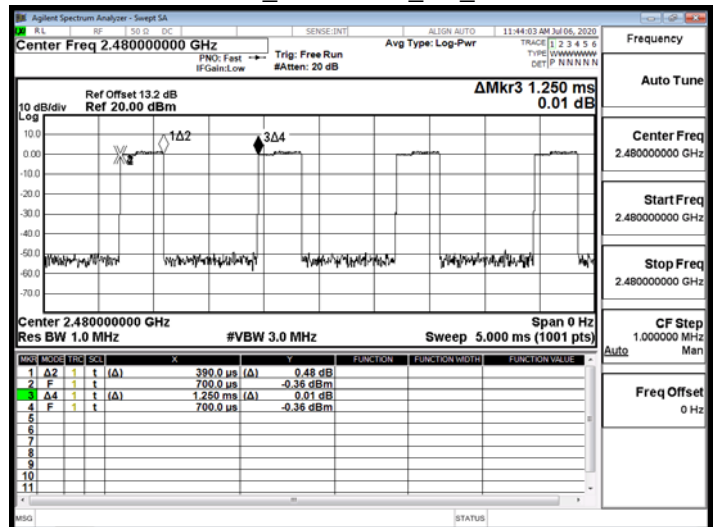 Agilent Spectrum Analyzer - Swept SA
RL RF 50 Ω DC SENSE:INT ALIGN AUTO 11:44:03 AM Jul 06, 2020
Center Freq 2.480000000 GHz
PNO: Fast
IFGain:Low
Trig: Free Run
#Atten: 20 dB
Avg Type: Log-Pwr
TRACE 1 2 3 4 5 6
TYPE WWWWWW
DET P N N N N N
Ref Offset 13.2 dB
Ref 20.00 dBm
10 dB/div
Log
ΔMkr3 1.250 ms
0.01 dB
10.0
0.00
-10.0
-20.0
-30.0
-40.0
-50.0
-60.0
-70.0
1Δ2
3Δ4
Center 2.480000000 GHz Span 0 Hz
Res BW 1.0 MHz #VBW 3.0 MHz Sweep 5.000 ms (1001 pts)
MKR MODE TRC SCL X Y FUNCTION FUNCTION WIDTH FUNCTION VALUE
1 Δ2 1 t (Δ) 390.0 µs (Δ) 0.48 dB
2 F 1 t 700.0 µs -0.36 dBm
3 Δ4 1 t (Δ) 1.250 ms (Δ) 0.01 dB
4 F 1 t 700.0 µs -0.36 dBm
5
6
7
8
9
10
11
MSG STATUS
Frequency
Auto Tune
Center Freq
2.480000000 GHz
Start Freq
2.480000000 GHz
Stop Freq
2.480000000 GHz
CF Step
1.000000 MHz
Auto Man
Freq Offset
0 Hz